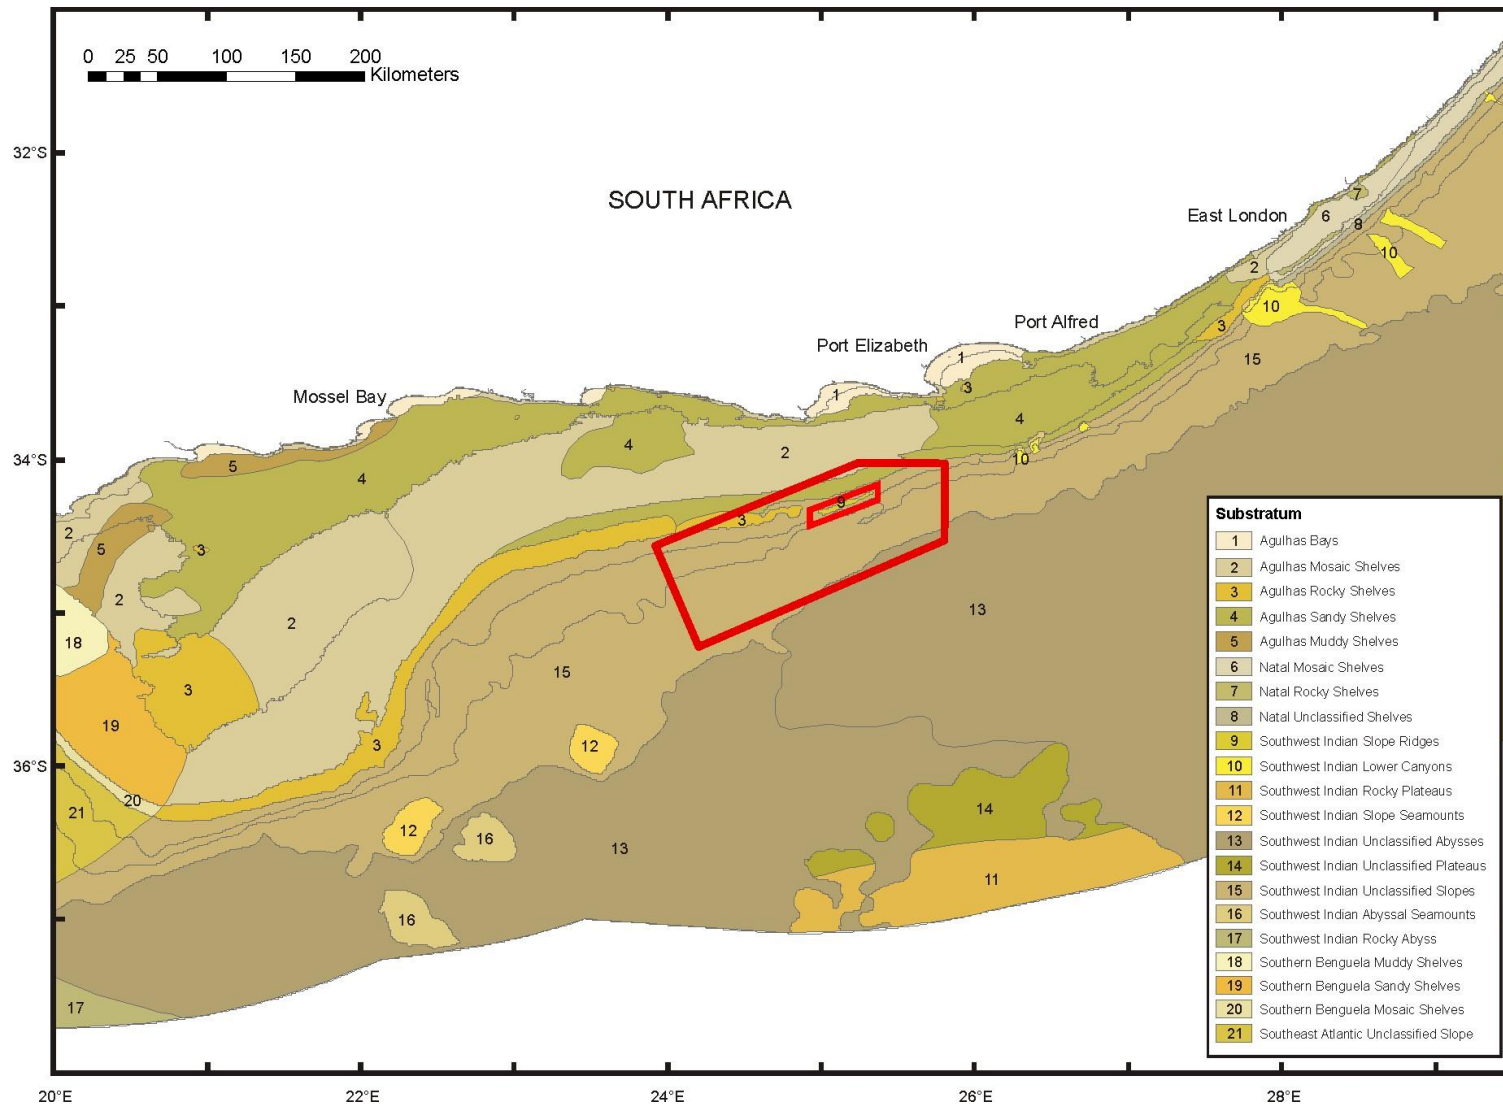 0 25 50 100 150 200
Kilometers
32°S
SOUTH AFRICA
7
East London
6
8
10
2
10
Port Alfred
3
Port Elizabeth
1
15
1
3
Mossel Bay
4
4
2
10
5
4
9
3
2
3
5
2
13
2
18
15
3
19
12
3
34°S
36°S
20
14
21
12
16
13
11
16
17
Substratum
1 Agulhas Bays
2 Agulhas Mosaic Shelves
3 Agulhas Rocky Shelves
4 Agulhas Sandy Shelves
5 Agulhas Muddy Shelves
6 Natal Mosaic Shelves
7 Natal Rocky Shelves
8 Natal Unclassified Shelves
9 Southwest Indian Slope Ridges
10 Southwest Indian Lower Canyons
11 Southwest Indian Rocky Plateaus
12 Southwest Indian Slope Seamounts
13 Southwest Indian Unclassified Abysses
14 Southwest Indian Unclassified Plateaus
15 Southwest Indian Unclassified Slopes
16 Southwest Indian Abyssal Seamounts
17 Southwest Indian Rocky Abyss
18 Southern Benguela Muddy Shelves
19 Southern Benguela Sandy Shelves
20 Southern Benguela Mosaic Shelves
21 Southeast Atlantic Unclassified Slope
20°E 22°E 24°E 26°E 28°E